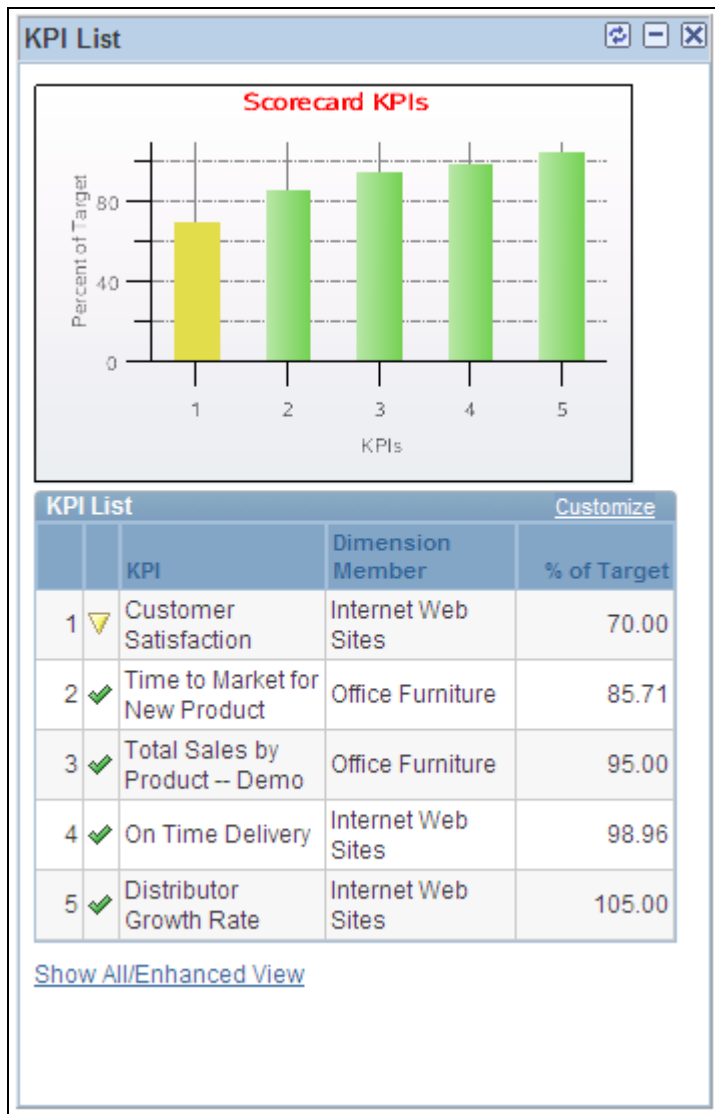 KPI List
Scorecard KPIs
Percent of Target
80
40
0
1 2 3 4 5
KPIs
KPI List Customize
KPI Dimension Member % of Target
1 Customer Satisfaction Internet Web Sites 70.00
2 Time to Market for New Product Office Furniture 85.71
3 Total Sales by Product -- Demo Office Furniture 95.00
4 On Time Delivery Internet Web Sites 98.96
5 Distributor Growth Rate Internet Web Sites 105.00
Show All/Enhanced View